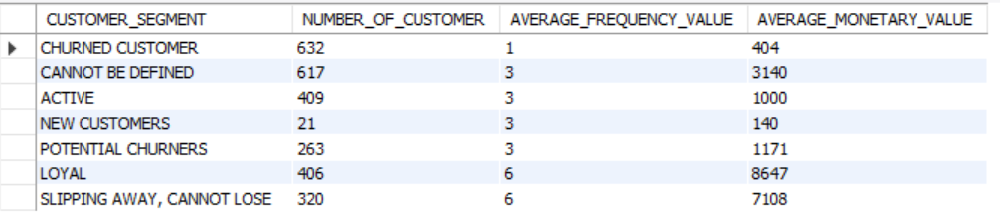 CUSTOMER_SEGMENT NUMBER_OF_CUSTOMER AVERAGE_FREQUENCY_VALUE AVERAGE_MONETARY_VALUE
CHURNED CUSTOMER 632 1 404
CANNOT BE DEFINED 617 3 3140
ACTIVE 409 3 1000
NEW CUSTOMERS 21 3 140
POTENTIAL CHURNERS 263 3 1171
LOYAL 406 6 8647
SLIPPING AWAY, CANNOT LOSE 320 6 7108